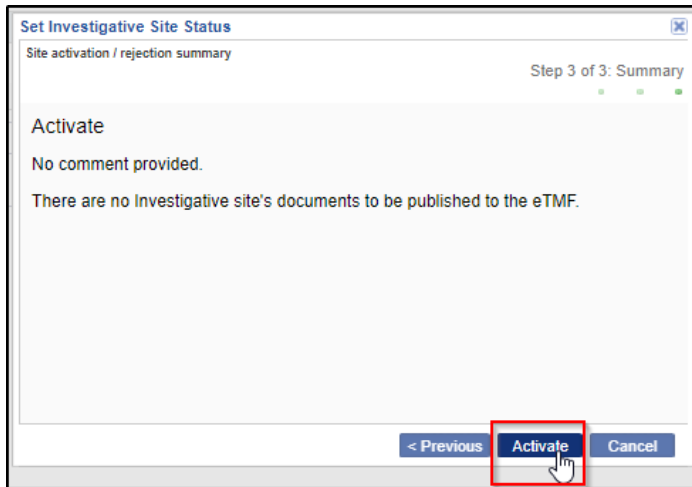 Set Investigative Site Status
Site activation / rejection summary
Step 3 of 3: Summary
Activate
No comment provided.
There are no Investigative site's documents to be published to the eTMF.
< Previous
Activate
Cancel